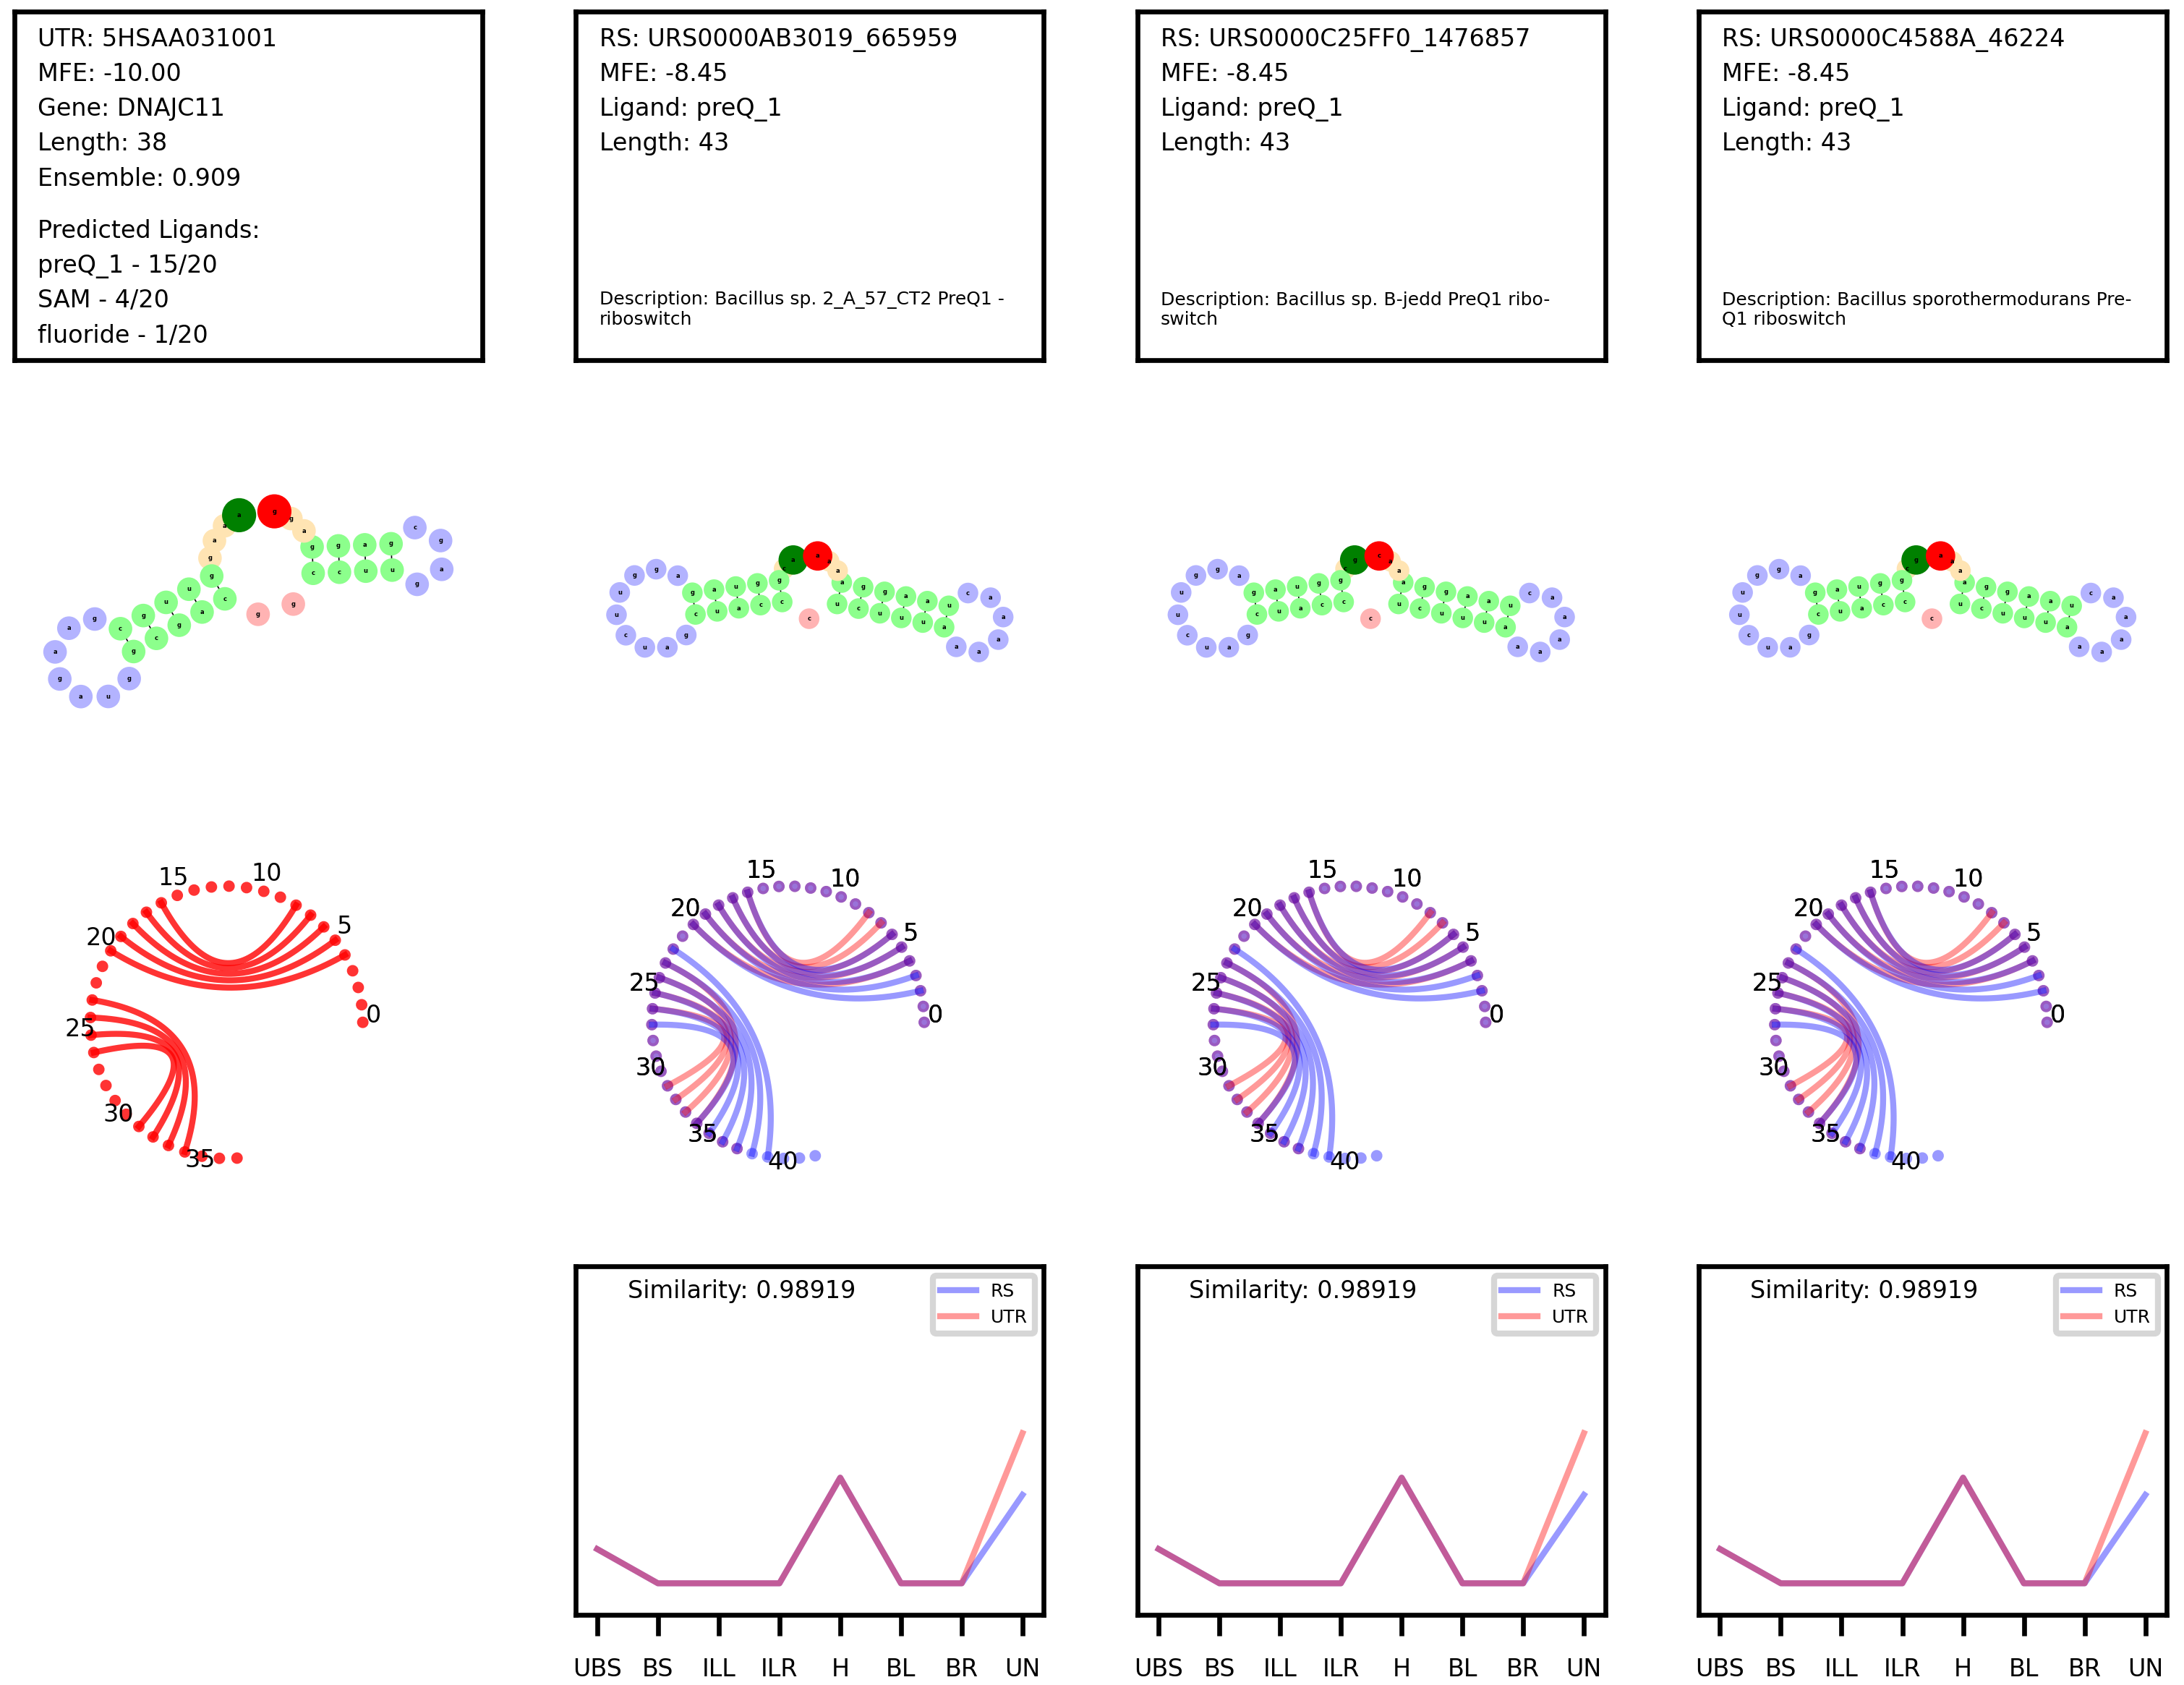 UTR: 5HSAA031001
MFE: -10.00
Gene: DNAJC11
Length: 38
Ensemble: 0.909
Predicted Ligands:
preQ_1 - 15/20
SAM - 4/20
fluoride - 1/20
RS: URS0000AB3019_665959
MFE: -8.45
Ligand: preQ_1
Length: 43
Description: Bacillus sp. 2_A_57_CT2 PreQ1 -
riboswitch
RS: URS0000C25FF0_1476857
MFE: -8.45
Ligand: preQ_1
Length: 43
Description: Bacillus sp. B-jedd PreQ1 ribo-
switch
RS: URS0000C4588A_46224
MFE: -8.45
Ligand: preQ_1
Length: 43
Description: Bacillus sporothermodurans Pre-
Q1 riboswitch
0
5
10
15
20
25
30
35
0
5
10
15
20
25
30
35
40
0
5
10
15
20
25
30
35
40
0
5
10
15
20
25
30
35
40
Similarity: 0.98919
RS
UTR
UBS BS ILL ILR H BL BR UN
Similarity: 0.98919
RS
UTR
UBS BS ILL ILR H BL BR UN
Similarity: 0.98919
RS
UTR
UBS BS ILL ILR H BL BR UN